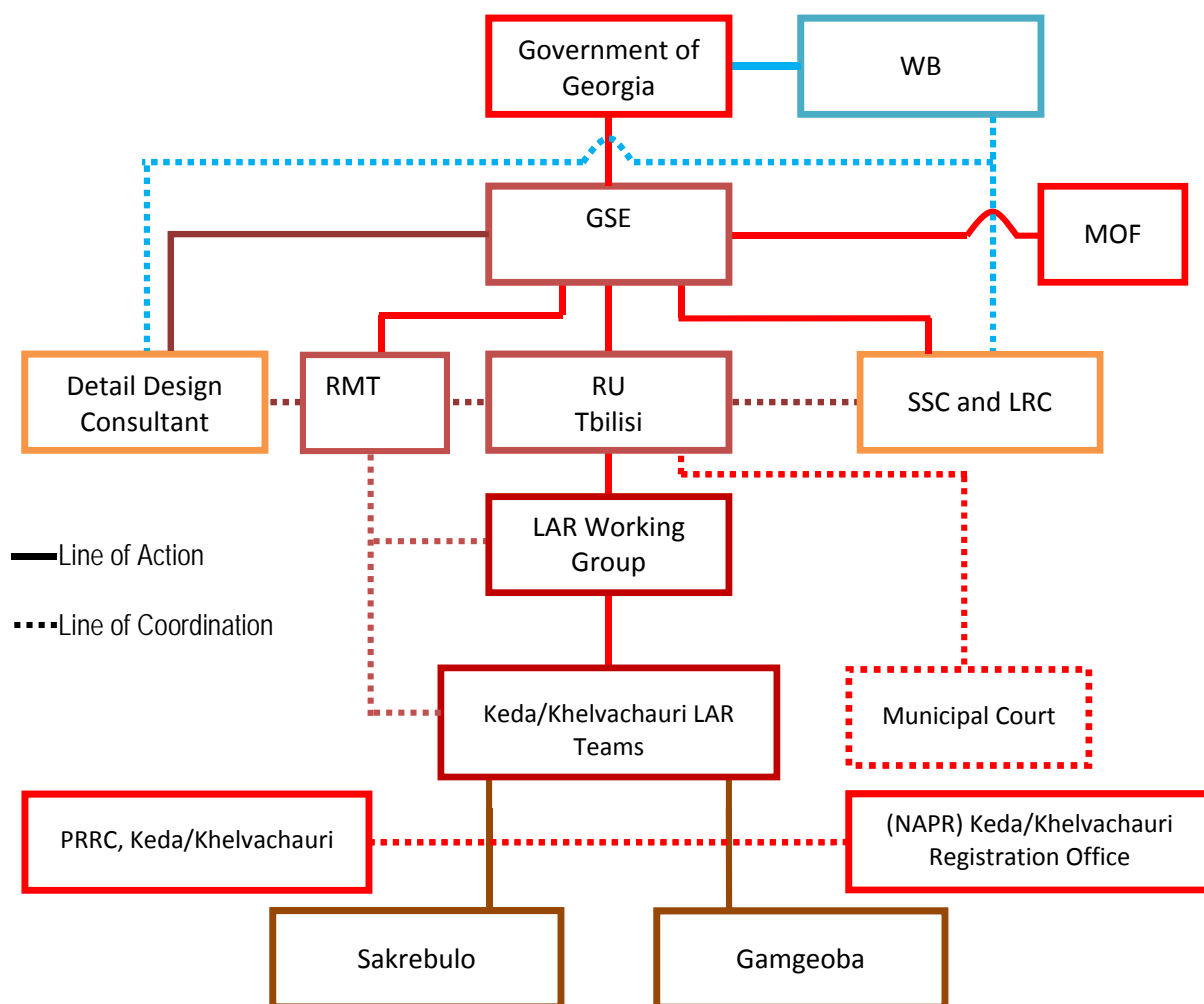 Government of
Georgia
WB
GSE
MOF
Detail Design
Consultant
RMT
RU
Tbilisi
SSC and LRC
LAR Working
Group
Line of Action
Line of Coordination
Keda/Khelvachauri LAR
Teams
Municipal Court
PRRC, Keda/Khelvachauri
(NAPR) Keda/Khelvachauri
Registration Office
Sakrebulo
Gamgeoba